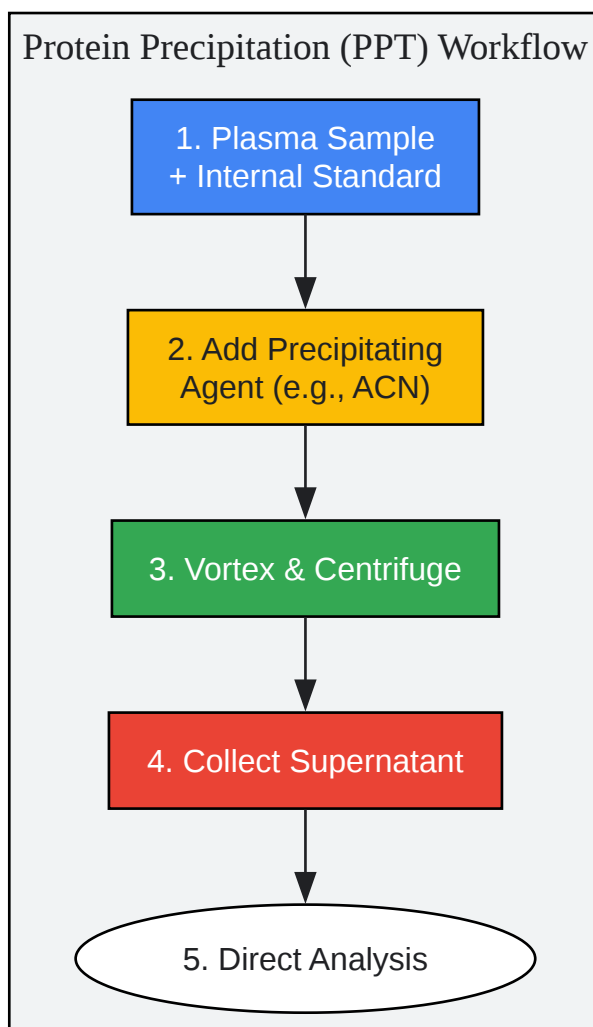 Protein Precipitation (PPT) Workflow
1. Plasma Sample
+ Internal Standard
2. Add Precipitating
Agent (e.g., ACN)
3. Vortex & Centrifuge
4. Collect Supernatant
5. Direct Analysis